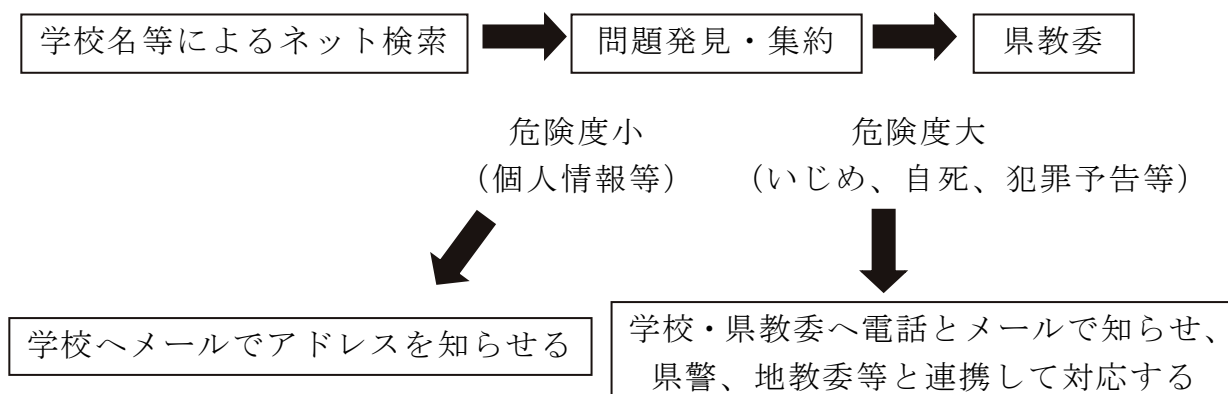 学校名等によるネット検索
問題発見・集約
県教委
危険度小
（個人情報等）
危険度大
（いじめ、自死、犯罪予告等）
学校へメールでアドレスを知らせる
学校・県教委へ電話とメールで知らせ、
県警、地教委等と連携して対応する